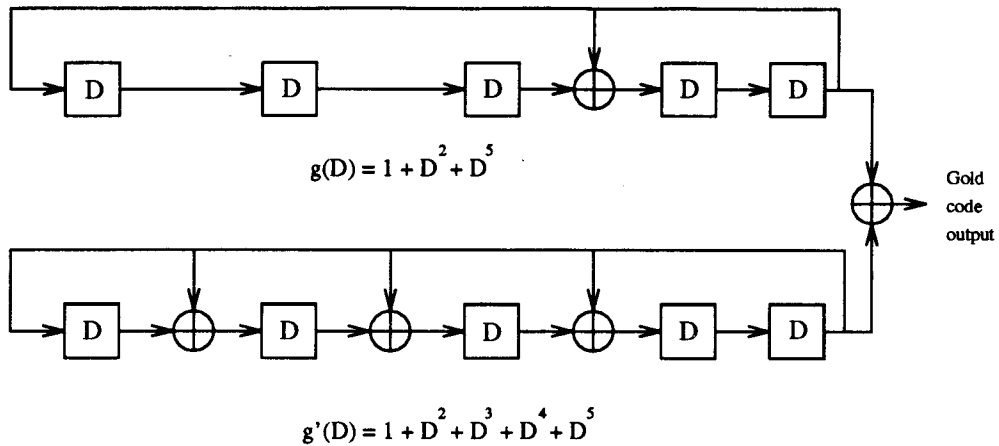 D D D D D
g(D) = 1 + D^2 + D^5
Gold
code
output
D D D D D
g'(D) = 1 + D^2 + D^3 + D^4 + D^5